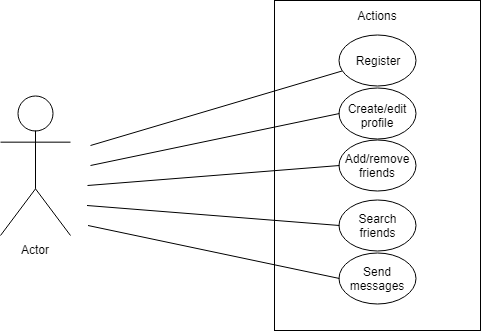 Actions
Register
Create/edit
profile
Add/remove
friends
Search
friends
Send
messages
Actor